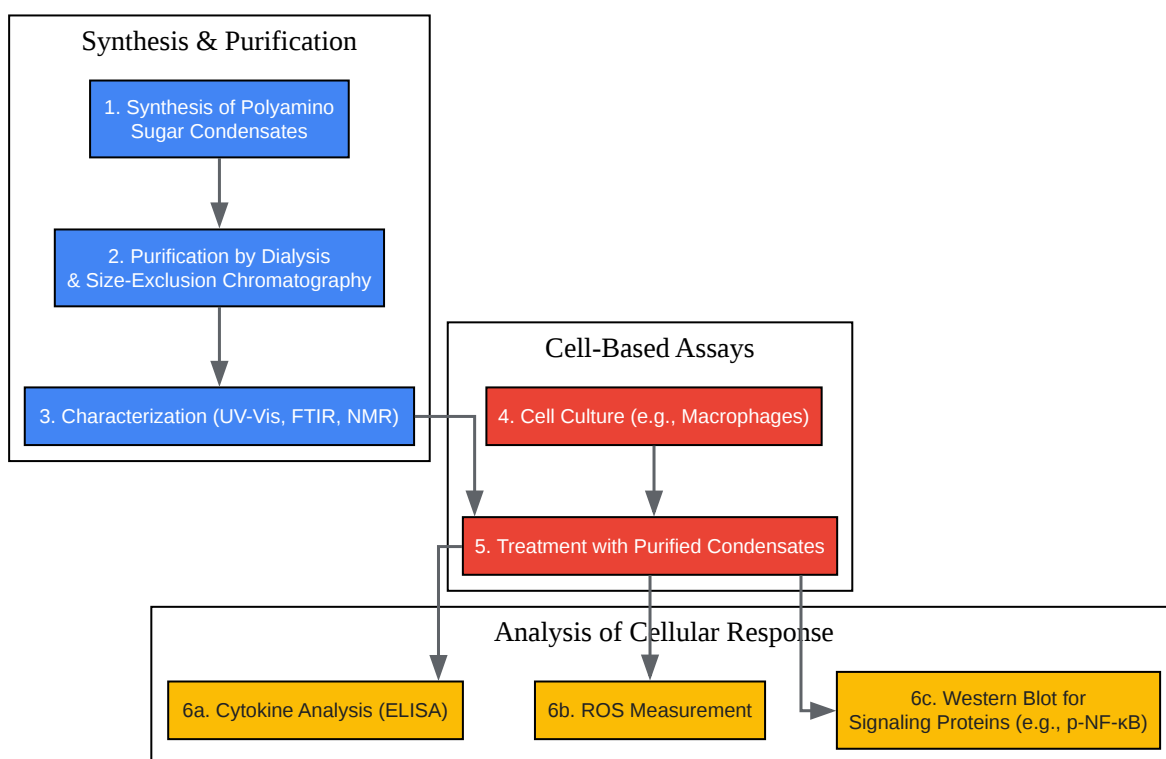 Synthesis & Purification
1. Synthesis of Polyamino
Sugar Condensates
2. Purification by Dialysis
& Size-Exclusion Chromatography
3. Characterization (UV-Vis, FTIR, NMR)
Cell-Based Assays
4. Cell Culture (e.g., Macrophages)
5. Treatment with Purified Condensates
Analysis of Cellular Response
6a. Cytokine Analysis (ELISA)
6b. ROS Measurement
6c. Western Blot for
Signaling Proteins (e.g., p-NF-κB)